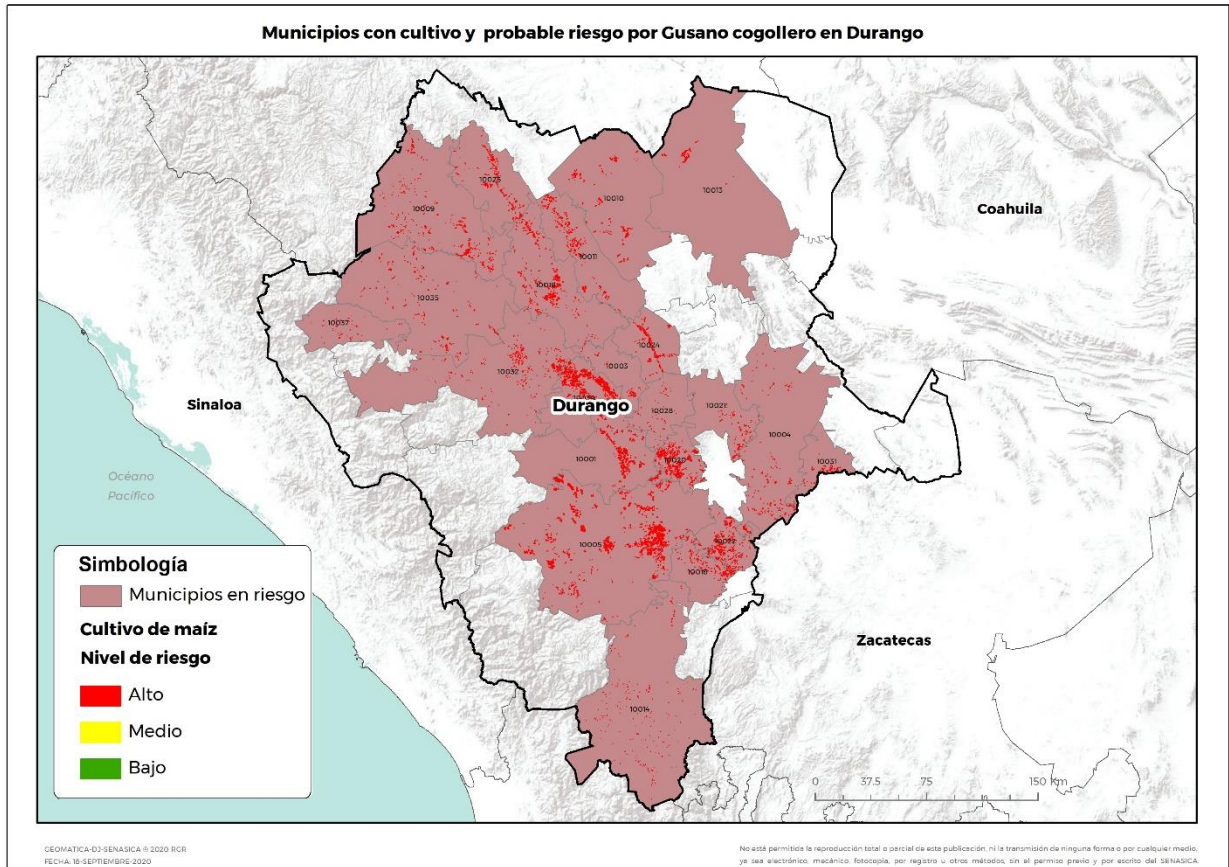 Municipios con cultivo y probable riesgo por Gusano cogollero en Durango
Coahuila
Sinaloa
Durango
Zacatecas
Océano
Pacífico
10025
10009
10010
10013
10011
10018
10035
10037
10024
10003
10032
10028
10021
10004
10001
10020
10031
10005
10022
10016
10014
Simbología
Municipios en riesgo
Cultivo de maíz
Nivel de riesgo
Alto
Medio
Bajo
0 37.5 75 150 Km
GEOMATICA-DJ-SENASICA © 2020 RGR
FECHA: 18-SEPTIEMBRE-2020
No está permitida la reproducción total o parcial de esta publicación, ni la transmisión de ninguna forma o por cualquier medio,
ya sea electrónico, mecánico, fotocopia, por registro u otros métodos, sin el permiso previo y por escrito del SENASICA.